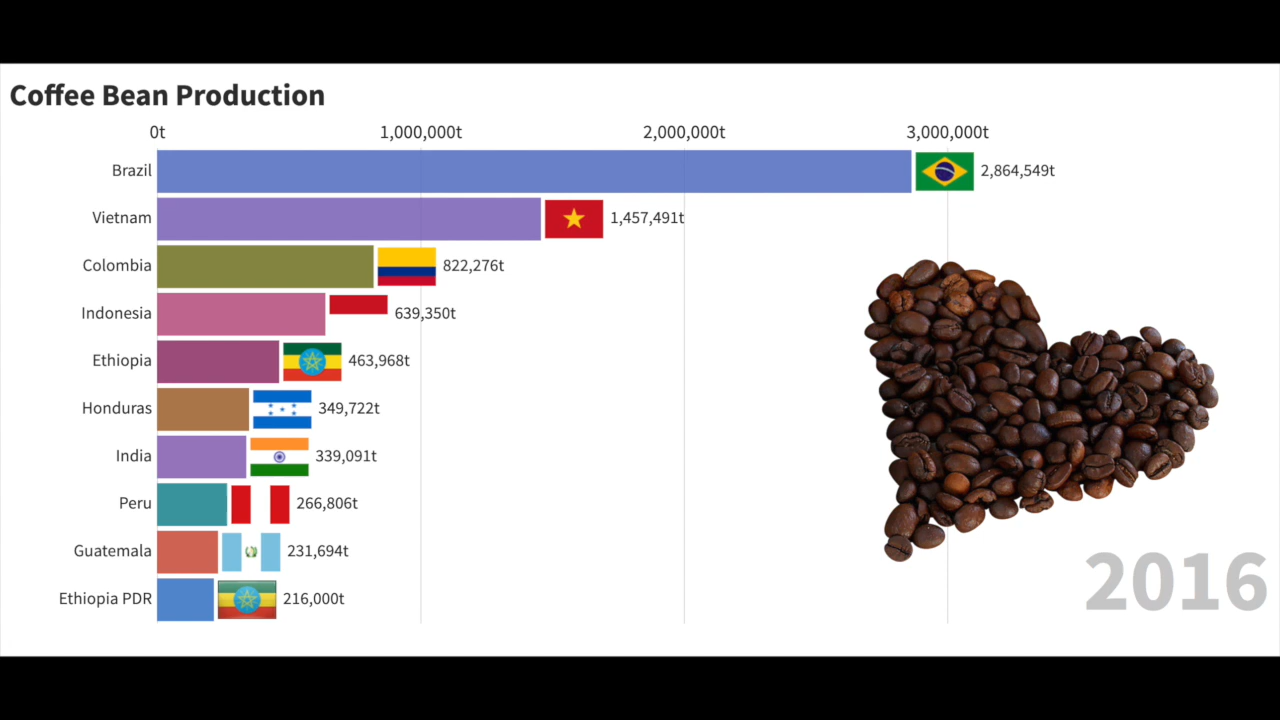 Coffee Bean Production
0t 1,000,000t 2,000,000t 3,000,000t
Brazil 2,864,549t
Vietnam 1,457,491t
Colombia 822,276t
Indonesia 639,350t
Ethiopia 463,968t
Honduras 349,722t
India 339,091t
Peru 266,806t
Guatemala 231,694t
Ethiopia PDR 216,000t
2016